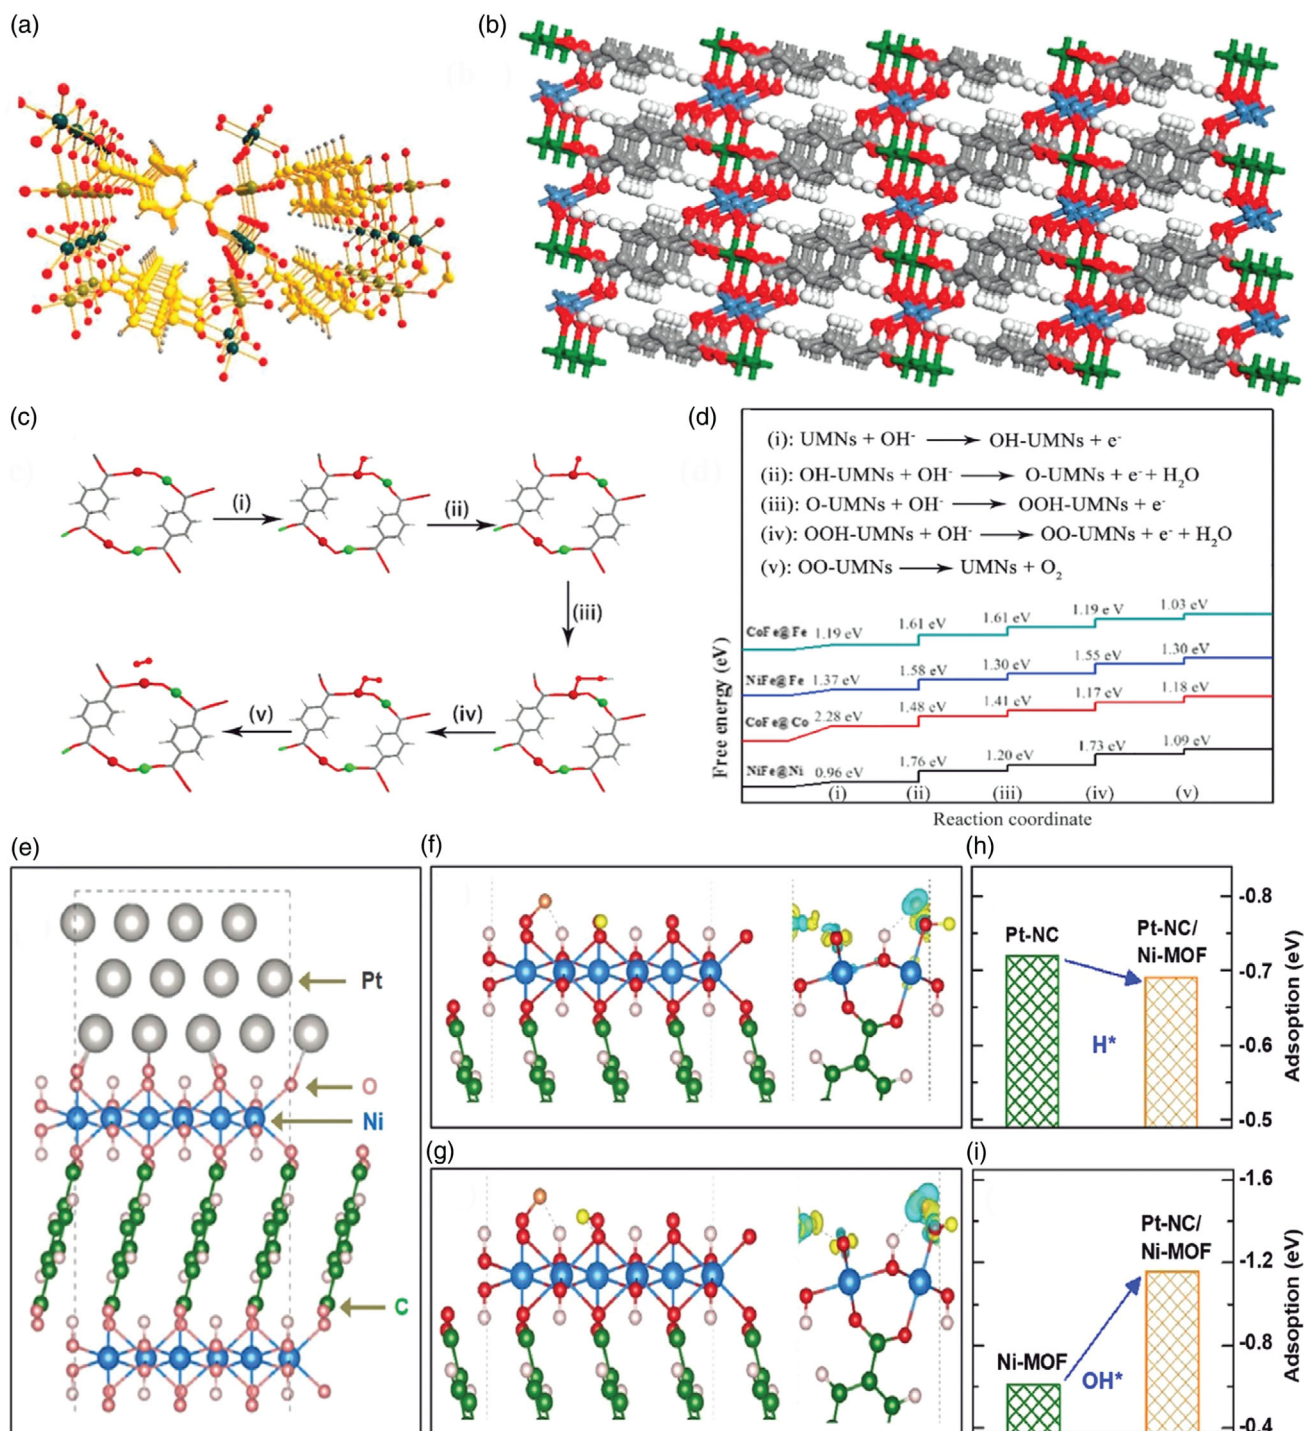 (a)
(b)
(c)
(i)
(ii)
(iii)
(v)
(iv)
(d)
(i): UMNs + OH⁻ ⟶ OH-UMNs + e⁻
(ii): OH-UMNs + OH⁻ ⟶ O-UMNs + e⁻ + H₂O
(iii): O-UMNs + OH⁻ ⟶ OOH-UMNs + e⁻
(iv): OOH-UMNs + OH⁻ ⟶ OO-UMNs + e⁻ + H₂O
(v): OO-UMNs ⟶ UMNs + O₂
Free energy (eV)
CoFe@Fe 1.19 eV 1.61 eV 1.61 eV 1.19 eV 1.03 eV
NiFe@Fe 1.37 eV 1.58 eV 1.30 eV 1.55 eV 1.30 eV
CoFe@Co 2.28 eV 1.48 eV 1.41 eV 1.17 eV 1.18 eV
NiFe@Ni 0.96 eV 1.76 eV 1.20 eV 1.73 eV 1.09 eV
(i) (ii) (iii) (iv) (v)
Reaction coordinate
(e)
Pt
O
Ni
C
(f)
(g)
(h)
Pt-NC
Pt-NC/
Ni-MOF
H*
-0.8
-0.7
-0.6
-0.5
Adsoption (eV)
(i)
Pt-NC/
Ni-MOF
Ni-MOF
OH*
-1.6
-1.2
-0.8
-0.4
Adsoption (eV)